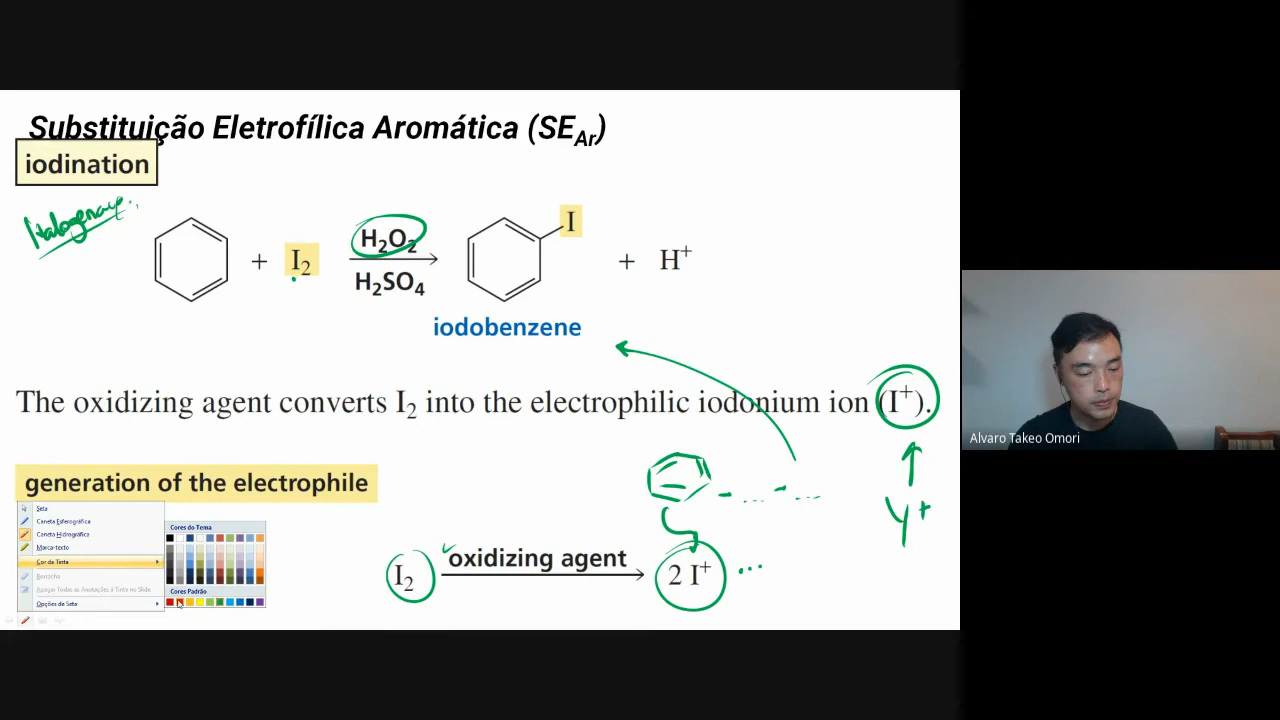 Substituição Eletrofílica Aromática (SEAr)
iodination
+ I2 H2O2 I + H+
H2SO4
iodobenzene
The oxidizing agent converts I2 into the electrophilic iodonium ion (I+).
Alvaro Takeo Omori
generation of the electrophile
Y+
Seta
Caneta Esferográfica
Caneta Hidrográfica
Marca-texto
Cor de Tinta
Borracha
Apagar Todas as Anotações à Tinta no Slide
Opções de Seta
Cores do Tema
Cores Padrão
I2 oxidizing agent 2 I+ ...